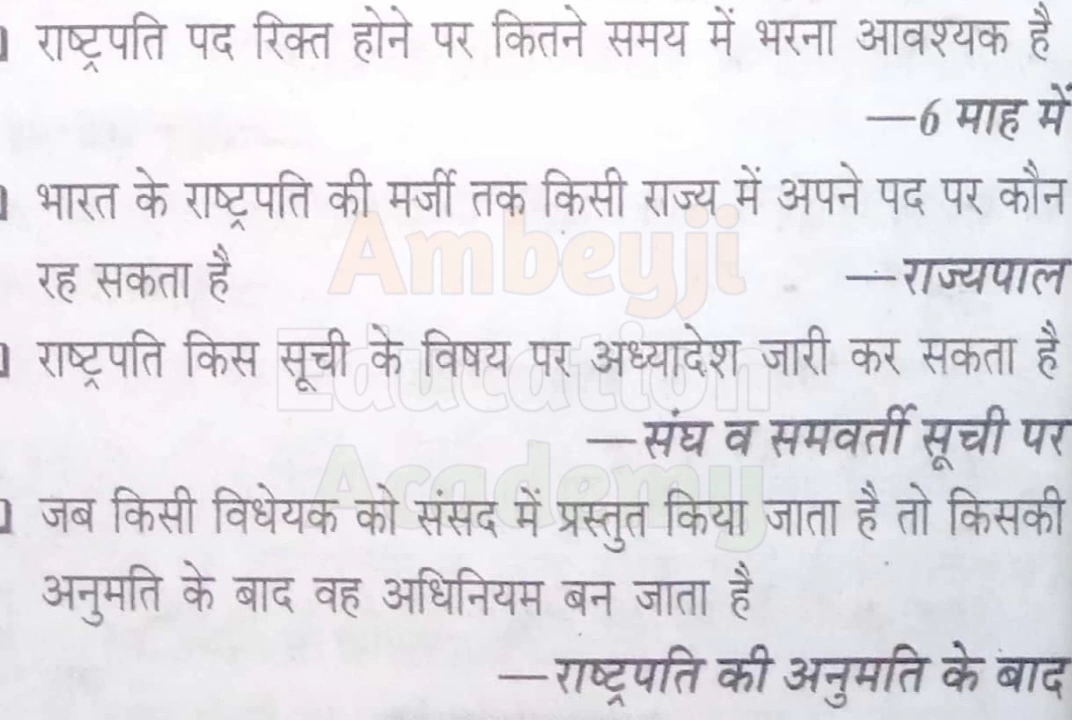 राष्ट्रपति पद रिक्त होने पर कितने समय में भरना आवश्यक है
—6 माह में
भारत के राष्ट्रपति की मर्जी तक किसी राज्य में अपने पद पर कौन
रह सकता है —राज्यपाल
Ambeyji
राष्ट्रपति किस सूची के विषय पर अध्यादेश जारी कर सकता है
Education
—संघ व समवर्ती सूची पर
Academy
जब किसी विधेयक को संसद में प्रस्तुत किया जाता है तो किसकी
अनुमति के बाद वह अधिनियम बन जाता है
—राष्ट्रपति की अनुमति के बाद